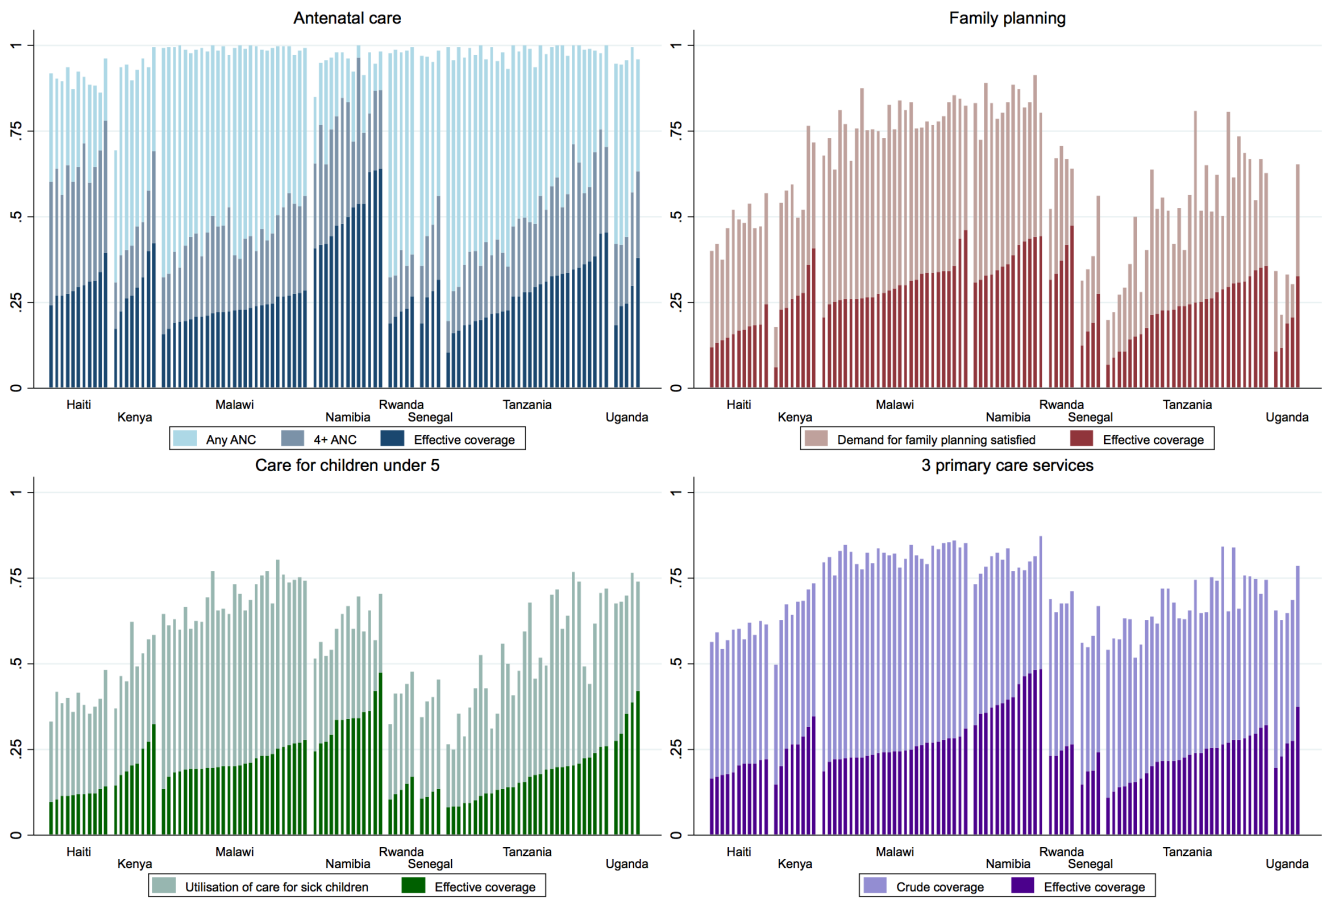 Antenatal care
1
.75
.5
.25
0
Haiti
Kenya
Malawi
Namibia
Rwanda
Senegal
Tanzania
Uganda
Any ANC
4+ ANC
Effective coverage
Family planning
1
.75
.5
.25
0
Haiti
Kenya
Malawi
Namibia
Rwanda
Senegal
Tanzania
Uganda
Demand for family planning satisfied
Effective coverage
Care for children under 5
1
.75
.5
.25
0
Haiti
Kenya
Malawi
Namibia
Rwanda
Senegal
Tanzania
Uganda
Utilisation of care for sick children
Effective coverage
3 primary care services
1
.75
.5
.25
0
Haiti
Kenya
Malawi
Namibia
Rwanda
Senegal
Tanzania
Uganda
Crude coverage
Effective coverage